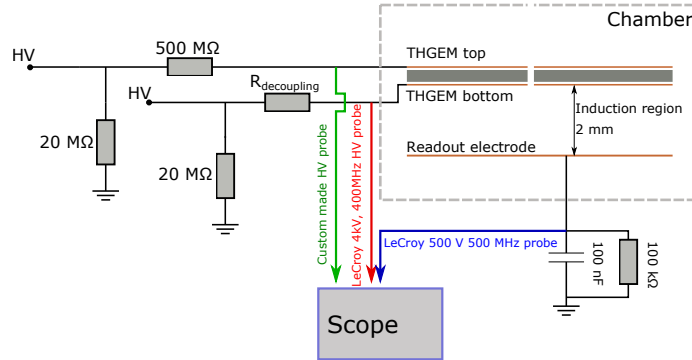 Chamber
HV
500 MΩ
THGEM top
HV
R_decoupling
THGEM bottom
Induction region
2 mm
20 MΩ
20 MΩ
Readout electrode
Custom made HV probe
LeCroy 4kV, 400MHz HV probe
LeCroy 500 V 500 MHz probe
100 nF
100 kΩ
Scope